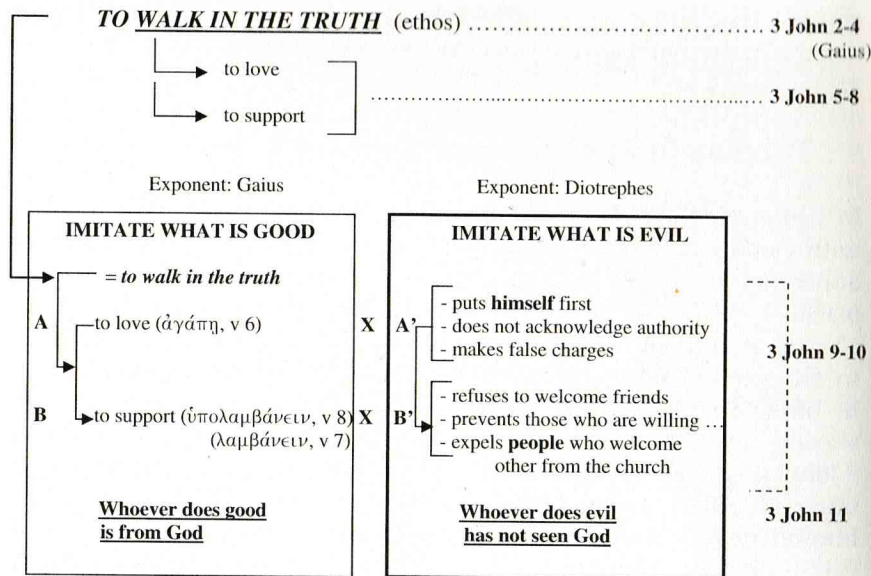 TO WALK IN THE TRUTH (ethos) ........................................ 3 John 2-4
(Gaius)
to love
to support
........................................ 3 John 5-8
Exponent: Gaius
IMITATE WHAT IS GOOD
= to walk in the truth
A to love (ἀγάπη, v 6) X
B to support (ὑπολαμβάνειν, v 8) X
(λαμβάνειν, v 7)
Whoever does good
is from God
Exponent: Diotrephes
IMITATE WHAT IS EVIL
A'
- puts himself first
- does not acknowledge authority
- makes false charges
B'
- refuses to welcome friends
- prevents those who are willing ...
- expels people who welcome
other from the church
Whoever does evil
has not seen God
3 John 9-10
3 John 11